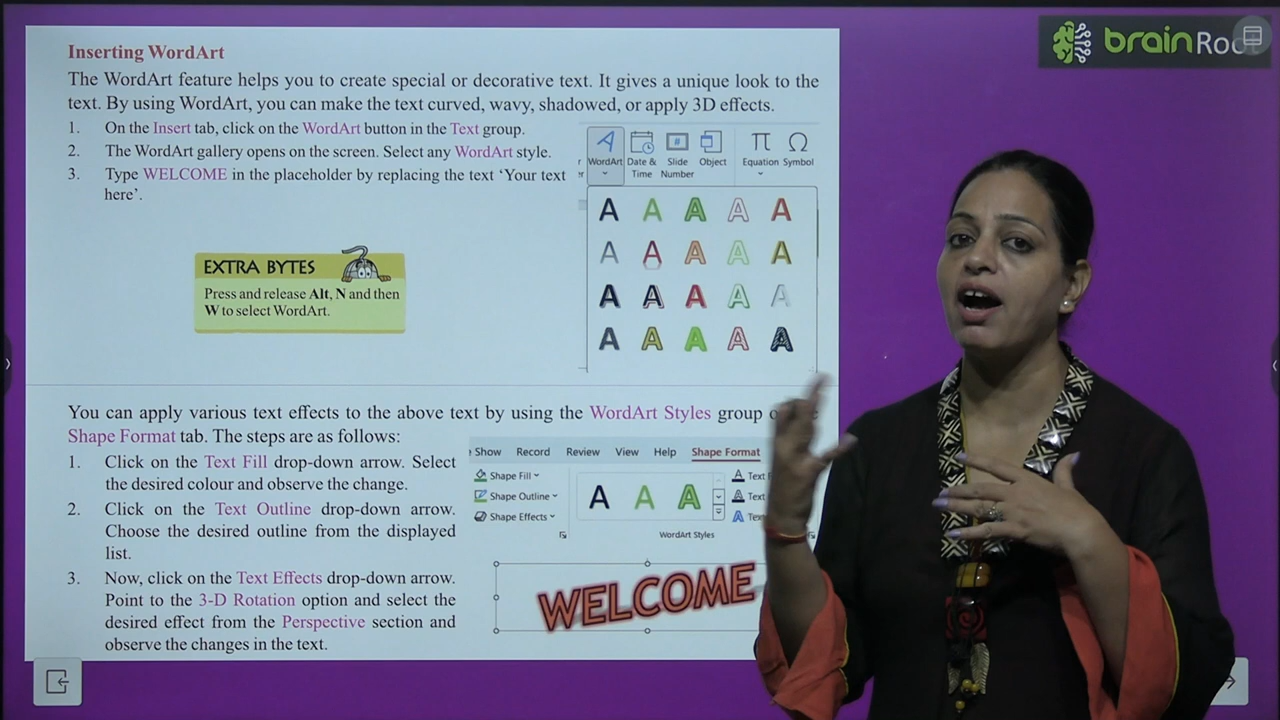 Inserting WordArt
The WordArt feature helps you to create special or decorative text. It gives a unique look to the
text. By using WordArt, you can make the text curved, wavy, shadowed, or apply 3D effects.
1. On the Insert tab, click on the WordArt button in the Text group.
2. The WordArt gallery opens on the screen. Select any WordArt style.
3. Type WELCOME in the placeholder by replacing the text ‘Your text
here’.
WordArt Date & Time Slide Number Object Equation Symbol
A A A A A
A A A A A
A A A A A
A A A A A
EXTRA BYTES
Press and release Alt, N and then
W to select WordArt.
You can apply various text effects to the above text by using the WordArt Styles group
Shape Format tab. The steps are as follows:
1. Click on the Text Fill drop-down arrow. Select
the desired colour and observe the change.
2. Click on the Text Outline drop-down arrow.
Choose the desired outline from the displayed
list.
3. Now, click on the Text Effects drop-down arrow.
Point to the 3-D Rotation option and select the
desired effect from the Perspective section and
observe the changes in the text.
Show Record Review View Help Shape Format
Shape Fill
Shape Outline
Shape Effects
A A A
A Text
A Text
A
WordArt Styles
WELCOME
brain